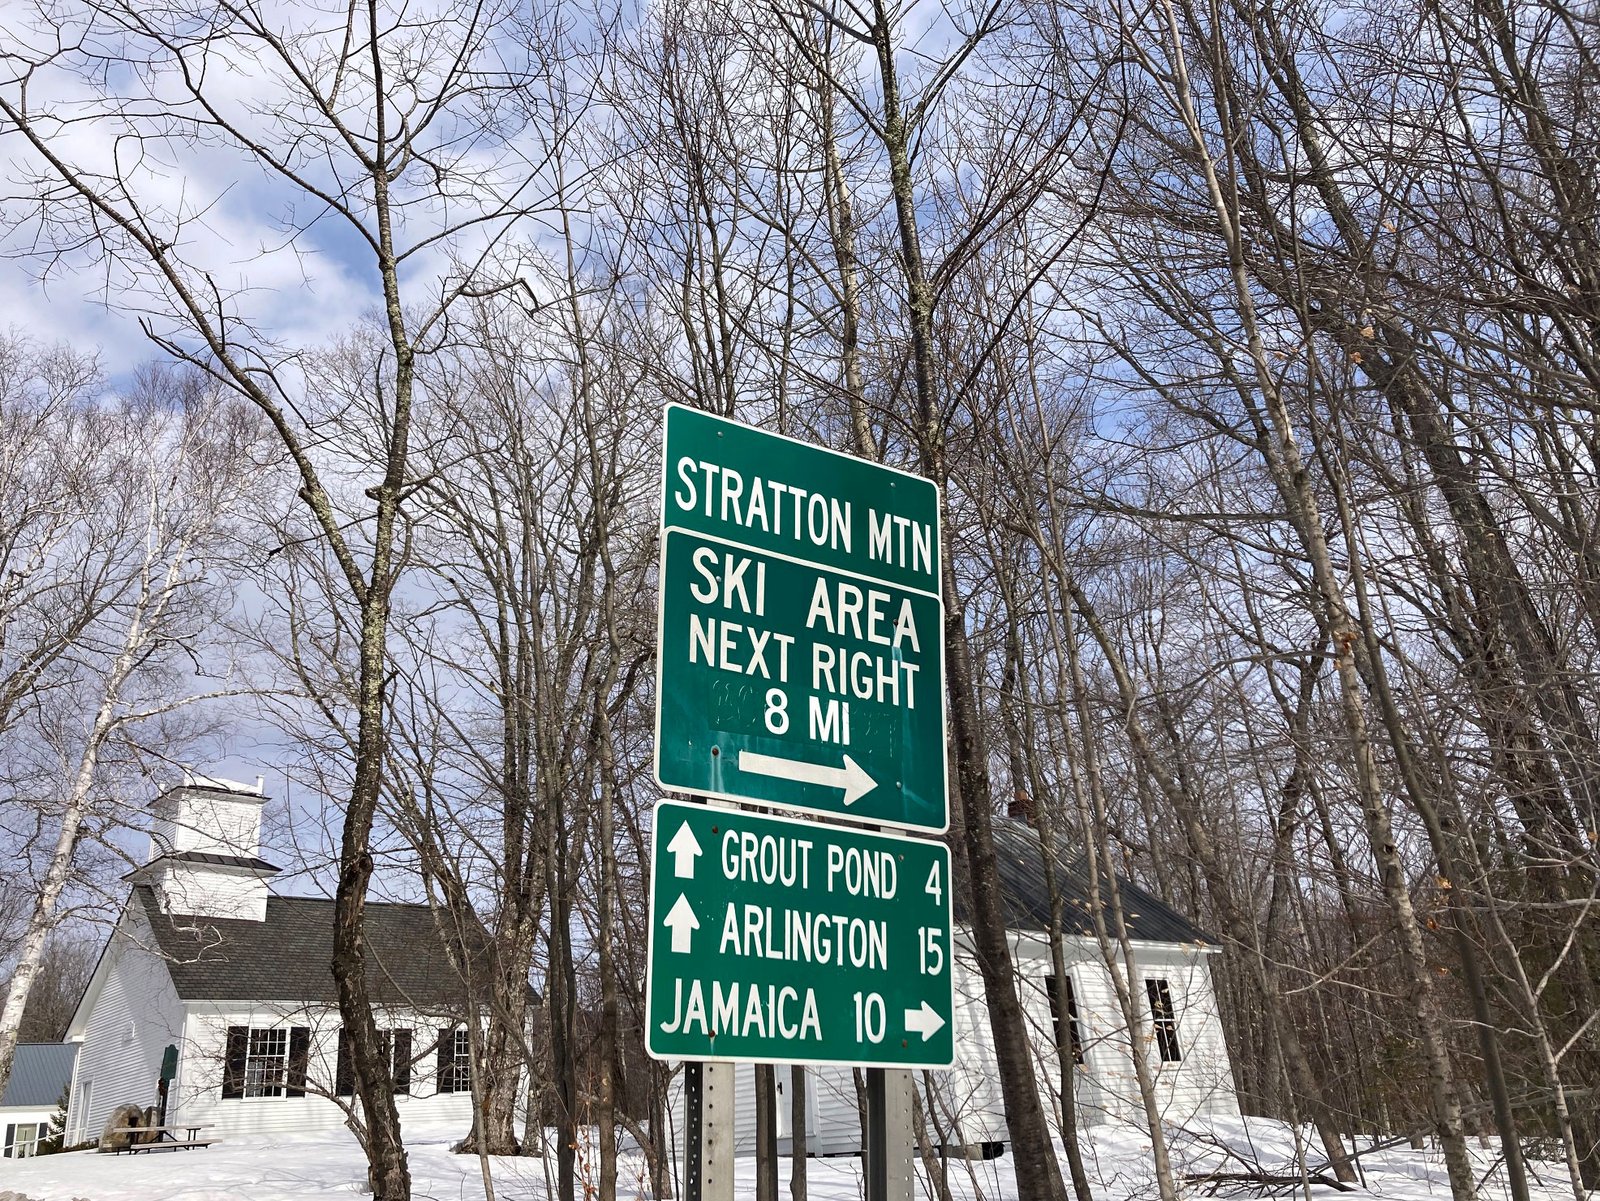 STRATTON MTN
SKI AREA
NEXT RIGHT
8 MI
GROUT POND 4
ARLINGTON 15
JAMAICA 10